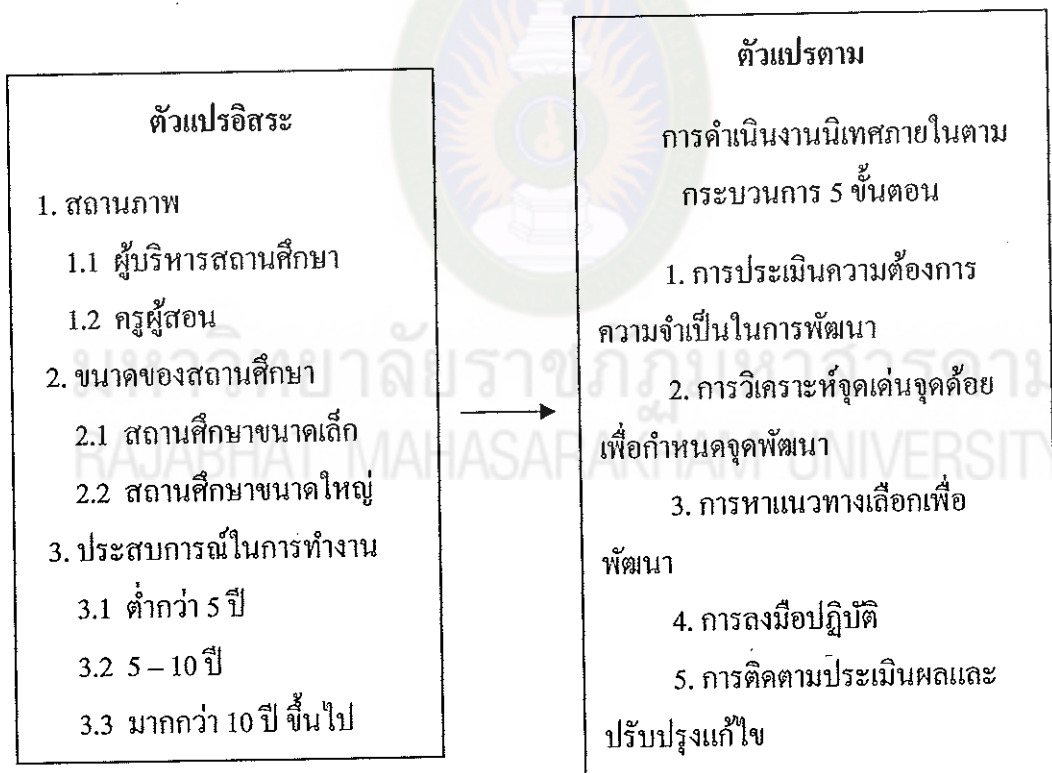 ตัวแปรอิสระ
1. สถานภาพ
1.1 ผู้บริหารสถานศึกษา
1.2 ครูผู้สอน
2. ขนาดของสถานศึกษา
2.1 สถานศึกษาขนาดเล็ก
2.2 สถานศึกษาขนาดใหญ่
3. ประสบการณ์ในการทำงาน
3.1 ต่ำกว่า 5 ปี
3.2 5 – 10 ปี
3.3 มากกว่า 10 ปี ขึ้นไป
ตัวแปรตาม
การดำเนินงานนิเทศภายในตาม
กระบวนการ 5 ขั้นตอน
1. การประเมินความต้องการ
ความจำเป็นในการพัฒนา
2. การวิเคราะห์จุดเด่นจุดด้อย
เพื่อกำหนดจุดพัฒนา
3. การหาแนวทางเลือกเพื่อ
พัฒนา
4. การลงมือปฏิบัติ
5. การติดตามประเมินผลและ
ปรับปรุงแก้ไข
มหาวิทยาลัยราชภัฏมหาสารคาม
RAJABHAT MAHASARAKHAM UNIVERSITY